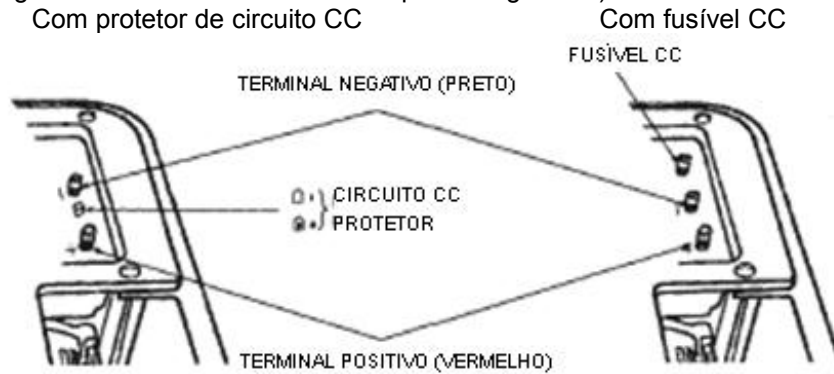 Com protetor de circuito CC
Com fusível CC
FUSÍVEL CC
TERMINAL NEGATIVO (PRETO)
CIRCUITO CC
PROTETOR
TERMINAL POSITIVO (VERMELHO)